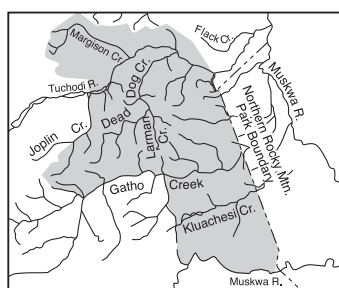 Flack Cr.
Margison Cr.
Muskwa R.
Tuchodi R.
Dead Dog Cr.
Northern Rocky Mtn.
Park Boundary
Joplin Cr.
Larman Cr.
Gatho Creek
Kluachesi Cr.
Muskwa R.